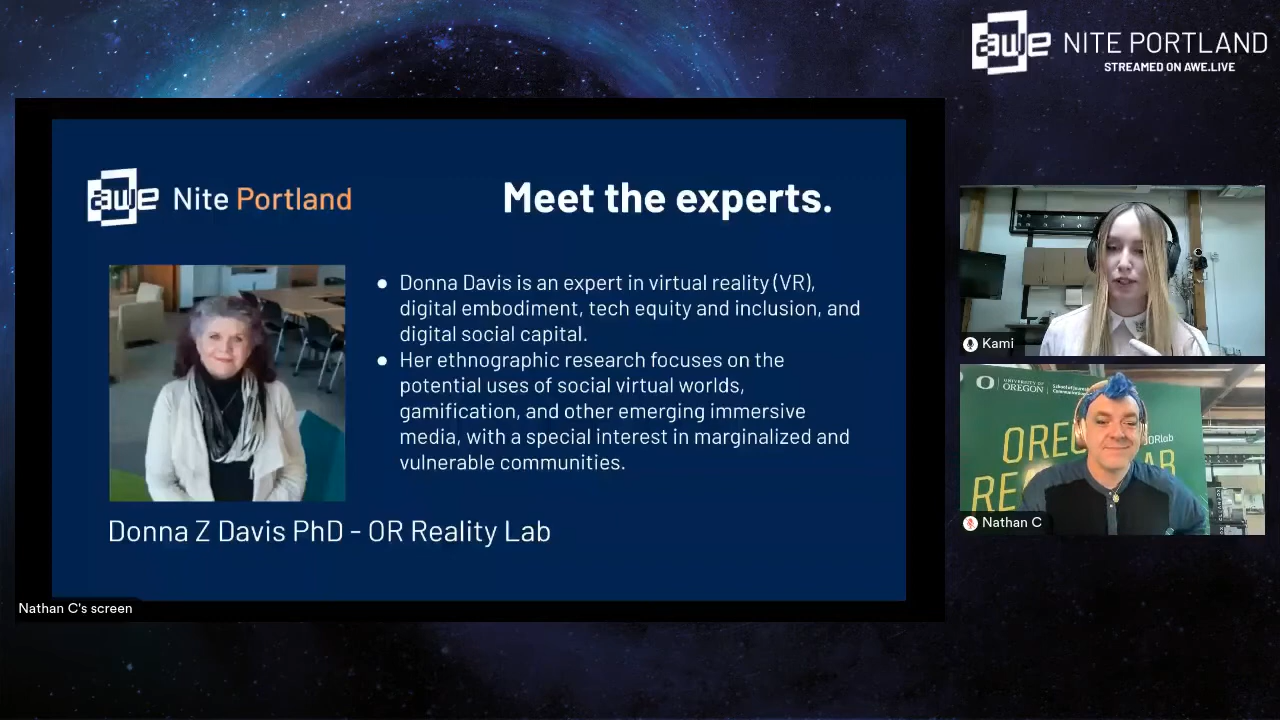 awe NITE PORTLAND
STREAMED ON AWE.LIVE
awe Nite Portland
Meet the experts.
● Donna Davis is an expert in virtual reality (VR),
digital embodiment, tech equity and inclusion, and
digital social capital.
● Her ethnographic research focuses on the
potential uses of social virtual worlds,
gamification, and other emerging immersive
media, with a special interest in marginalized and
vulnerable communities.
Donna Z Davis PhD - OR Reality Lab
Nathan C's screen
Kami
UNIVERSITY OF
OREGON
ORlab
Nathan C